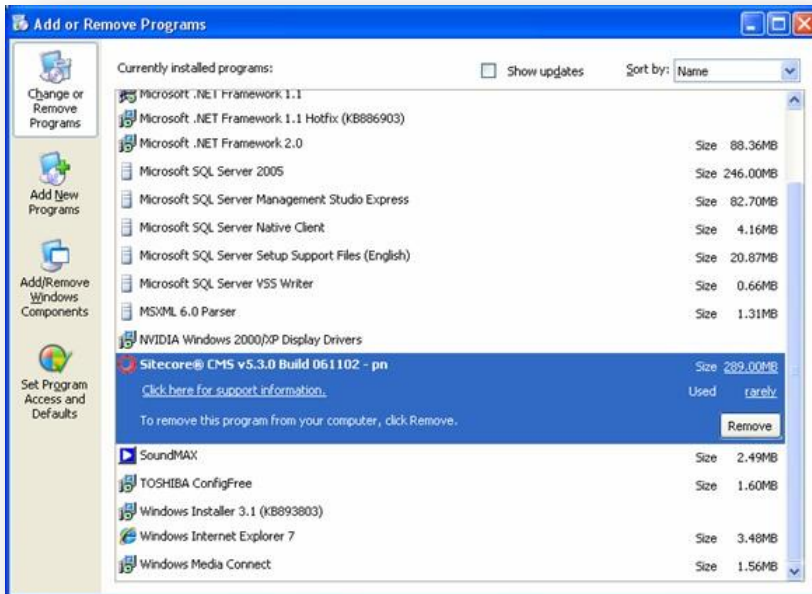 Add or Remove Programs
Change or
Remove
Programs
Add New
Programs
Add/Remove
Windows
Components
Set Program
Access and
Defaults
Currently installed programs:
Show updates
Sort by: Name
Microsoft .NET Framework 1.1
Microsoft .NET Framework 1.1 Hotfix (KB886903)
Microsoft .NET Framework 2.0 Size 88.36MB
Microsoft SQL Server 2005 Size 246.00MB
Microsoft SQL Server Management Studio Express Size 82.70MB
Microsoft SQL Server Native Client Size 4.16MB
Microsoft SQL Server Setup Support Files (English) Size 20.87MB
Microsoft SQL Server VSS Writer Size 0.66MB
MSXML 6.0 Parser Size 1.31MB
NVIDIA Windows 2000/XP Display Drivers
Sitecore® CMS v5.3.0 Build 061102 - pn Size 289.00MB
Click here for support information. Used rarely
To remove this program from your computer, click Remove.
Remove
SoundMAX Size 2.49MB
TOSHIBA ConfigFree Size 1.60MB
Windows Installer 3.1 (KB893803)
Windows Internet Explorer 7 Size 3.48MB
Windows Media Connect Size 1.56MB